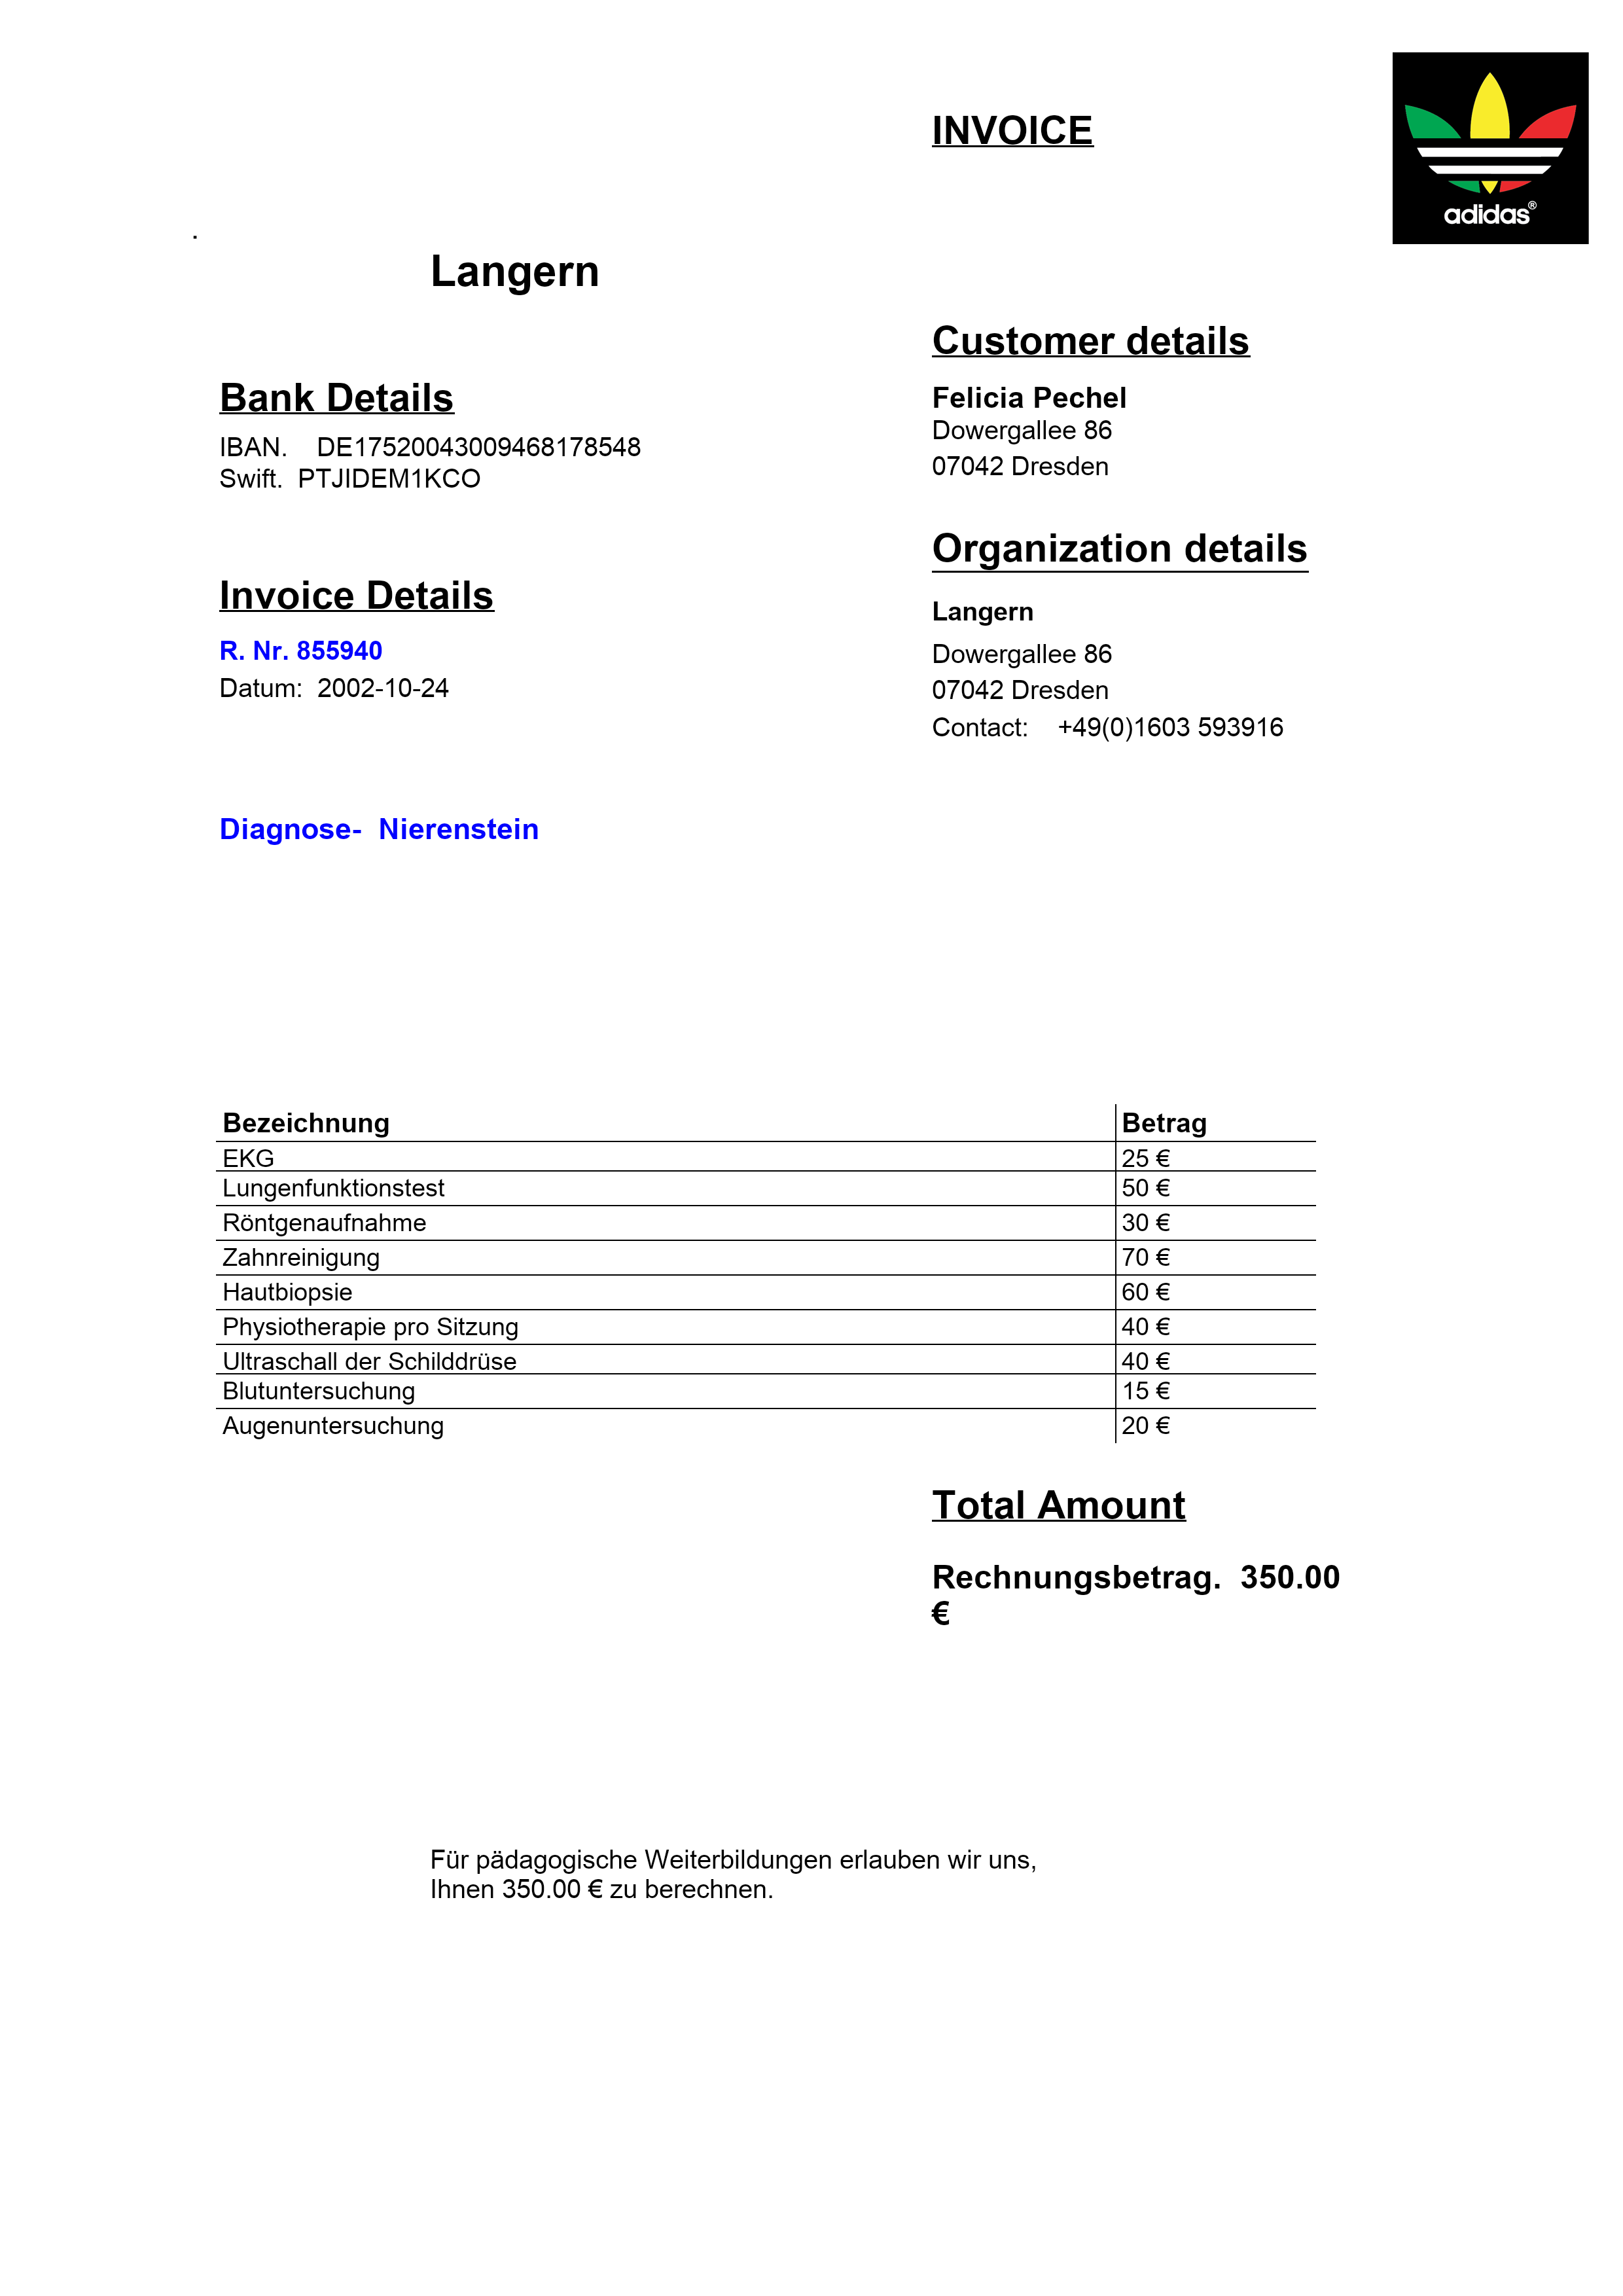 INVOICE
adidas®
.
Langern
Customer details
Felicia Pechel
Dowergallee 86
07042 Dresden
Bank Details
IBAN. DE17520043009468178548
Swift. PTJIDEM1KCO
Organization details
Langern
Dowergallee 86
07042 Dresden
Contact: +49(0)1603 593916
Invoice Details
R. Nr. 855940
Datum: 2002-10-24
Diagnose- Nierenstein
Bezeichnung Betrag
EKG 25 €
Lungenfunktionstest 50 €
Röntgenaufnahme 30 €
Zahnreinigung 70 €
Hautbiopsie 60 €
Physiotherapie pro Sitzung 40 €
Ultraschall der Schilddrüse 40 €
Blutuntersuchung 15 €
Augenuntersuchung 20 €
Total Amount
Rechnungsbetrag. 350.00
€
Für pädagogische Weiterbildungen erlauben wir uns,
Ihnen 350.00 € zu berechnen.